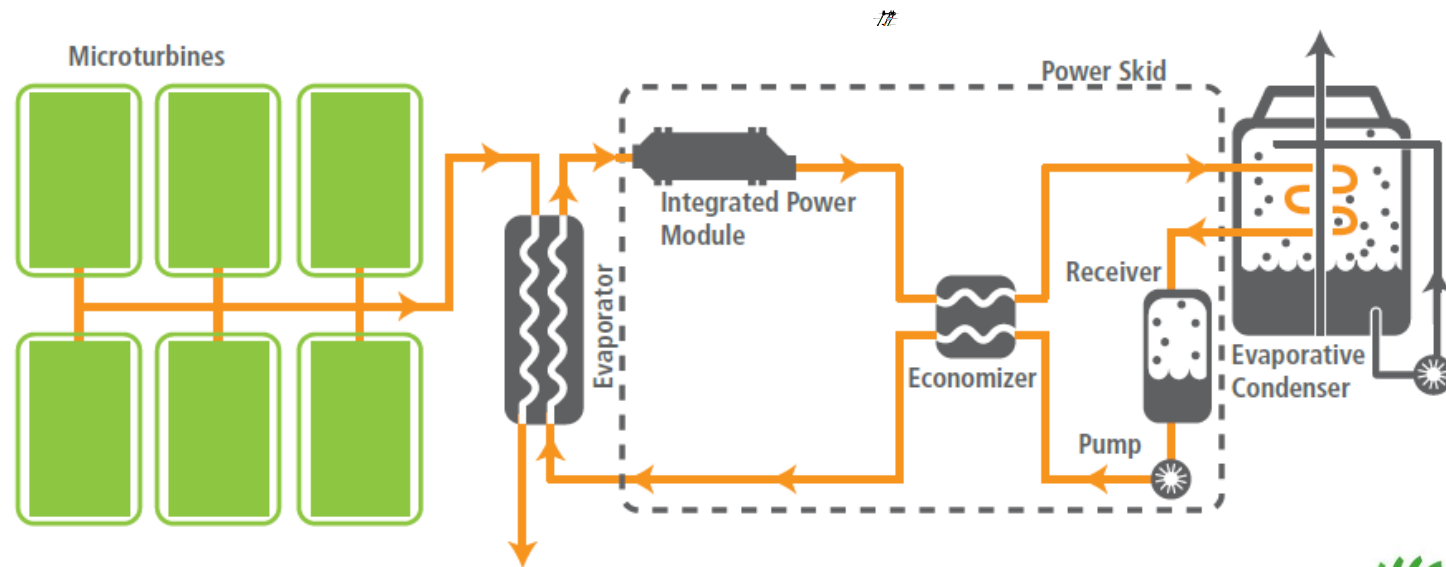 Microturbines
Power Skid
Integrated Power
Module
Evaporator
Receiver
Economizer
Evaporative
Condenser
Pump